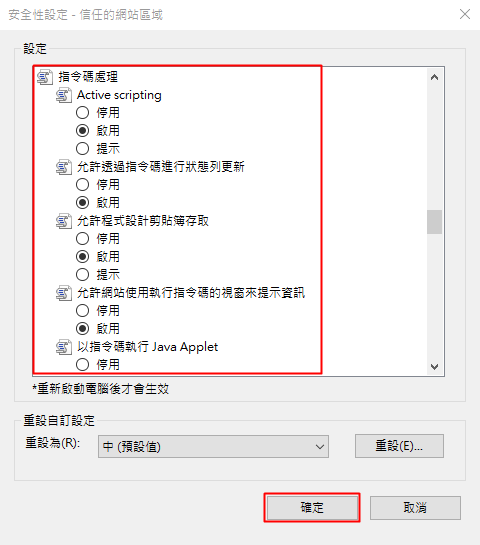 安全性設定 - 信任的網站區域
設定
指令碼處理
Active scripting
停用
啟用
提示
允許透過指令碼進行狀態列更新
停用
啟用
允許程式設計剪貼簿存取
停用
啟用
提示
允許網站使用執行指令碼的視窗來提示資訊
停用
啟用
以指令碼執行 Java Applet
停用
*重新啟動電腦後才會生效
重設自訂設定
重設為(R):
中 (預設值)
重設(E)...
確定
取消